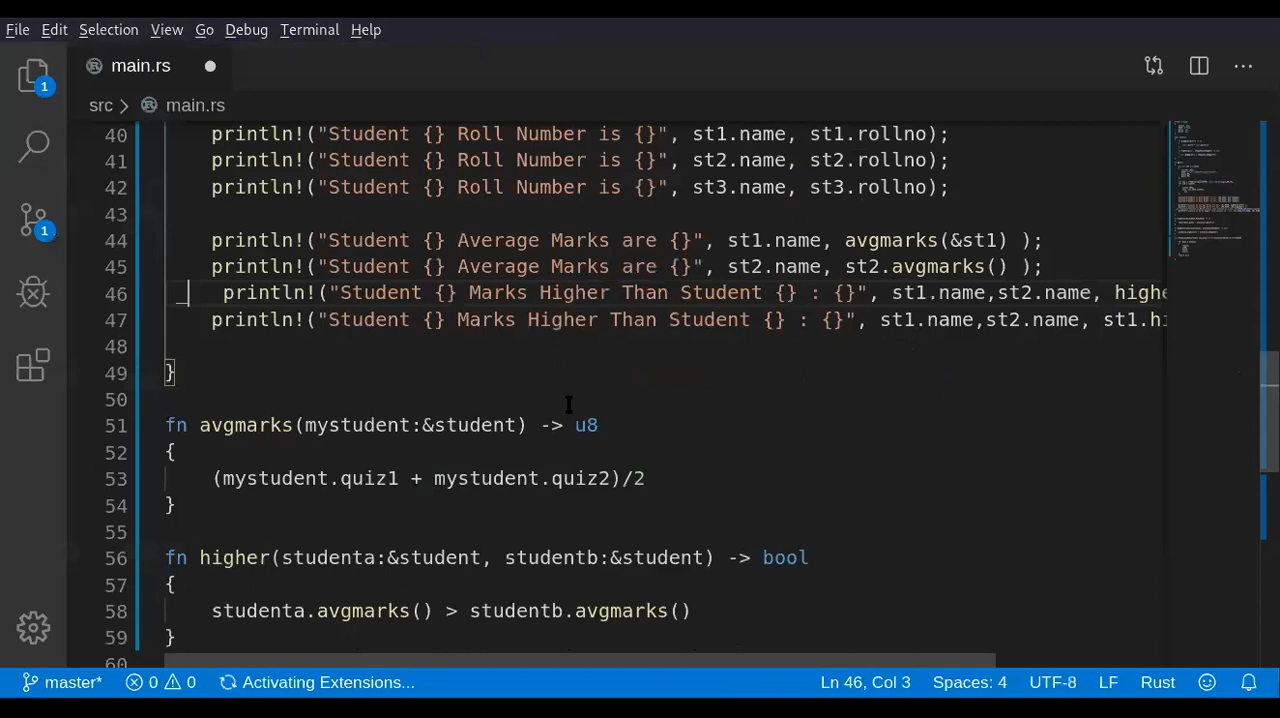 File Edit Selection View Go Debug Terminal Help
main.rs
src > main.rs
40 println!("Student {} Roll Number is {}", st1.name, st1.rollno);
41 println!("Student {} Roll Number is {}", st2.name, st2.rollno);
42 println!("Student {} Roll Number is {}", st3.name, st3.rollno);
43
44 println!("Student {} Average Marks are {}", st1.name, avgmarks(&st1) );
45 println!("Student {} Average Marks are {}", st2.name, st2.avgmarks() );
46 _ println!("Student {} Marks Higher Than Student {} : {}", st1.name,st2.name, highe
47 println!("Student {} Marks Higher Than Student {} : {}", st1.name,st2.name, st1.hi
48
49 }
50
51 fn avgmarks(mystudent:&student) -> u8
52 {
53 (mystudent.quiz1 + mystudent.quiz2)/2
54 }
55
56 fn higher(studenta:&student, studentb:&student) -> bool
57 {
58 studenta.avgmarks() > studentb.avgmarks()
59 }
60
1
1
master* 0 0 Activating Extensions... Ln 46, Col 3 Spaces: 4 UTF-8 LF Rust